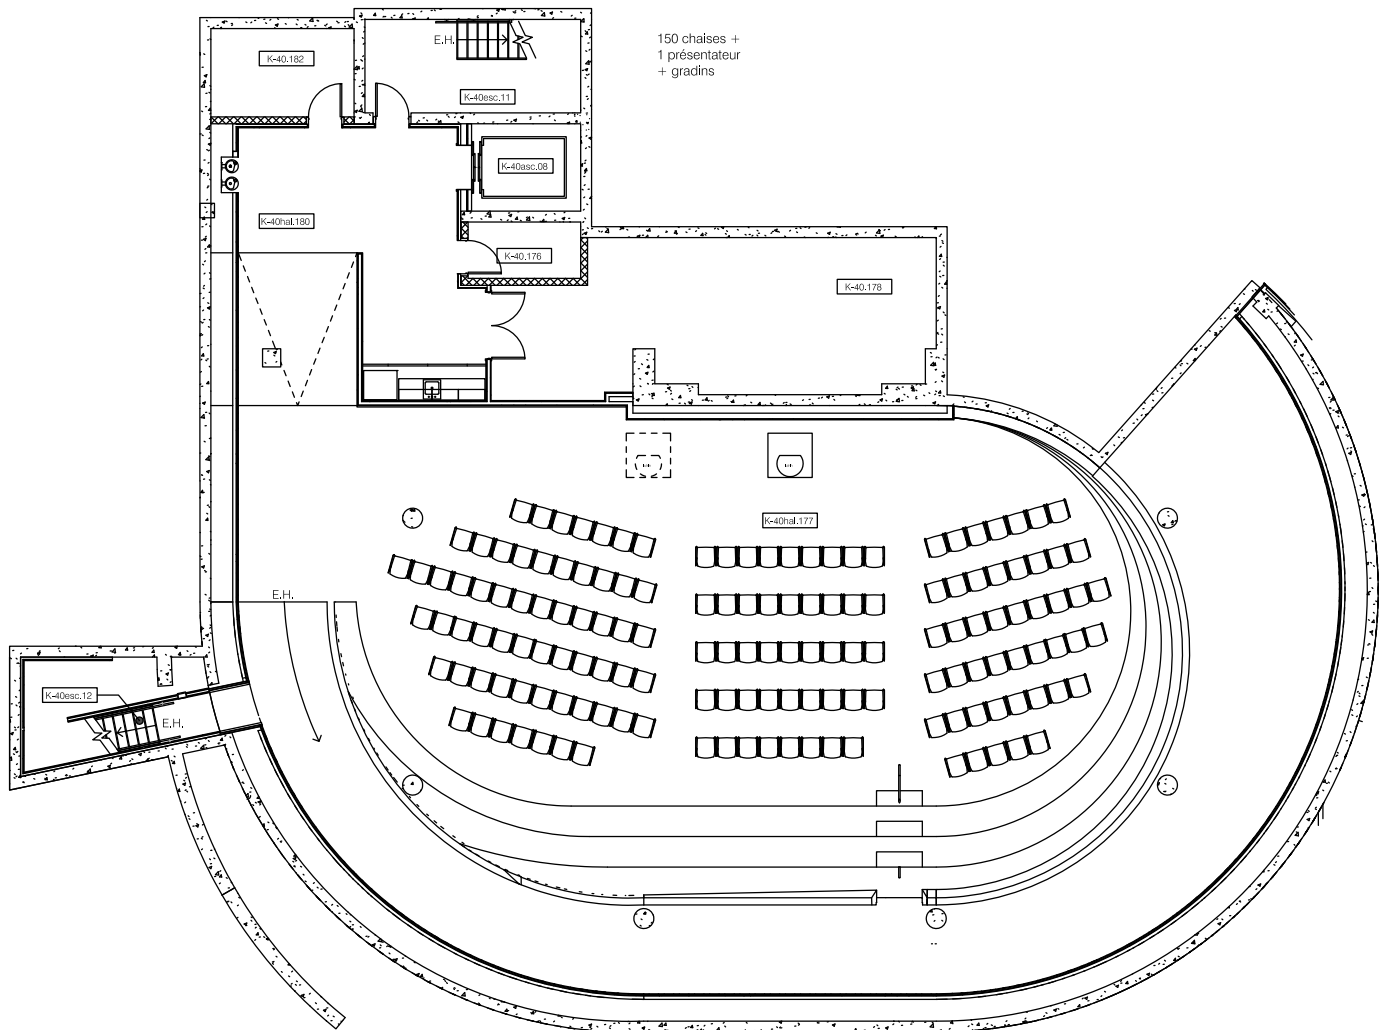 E.H.
150 chaises +
1 présentateur
+ gradins
K-40.182
K-40esc.11
K-40asc.08
K-40hal.180
K-40.176
K-40.178
K-40hal.177
E.H.
K-40esc.12
E.H.